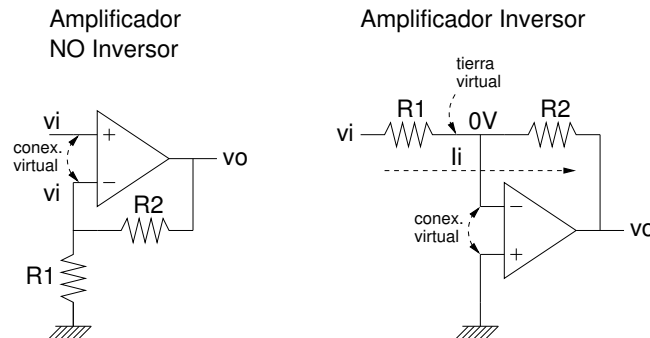 Amplificador
NO Inversor
vi
+
conex.
virtual
vi
−
vo
R2
R1
Amplificador Inversor
tierra
virtual
R1
0V
R2
vi
Ii
−
conex.
virtual
+
vo